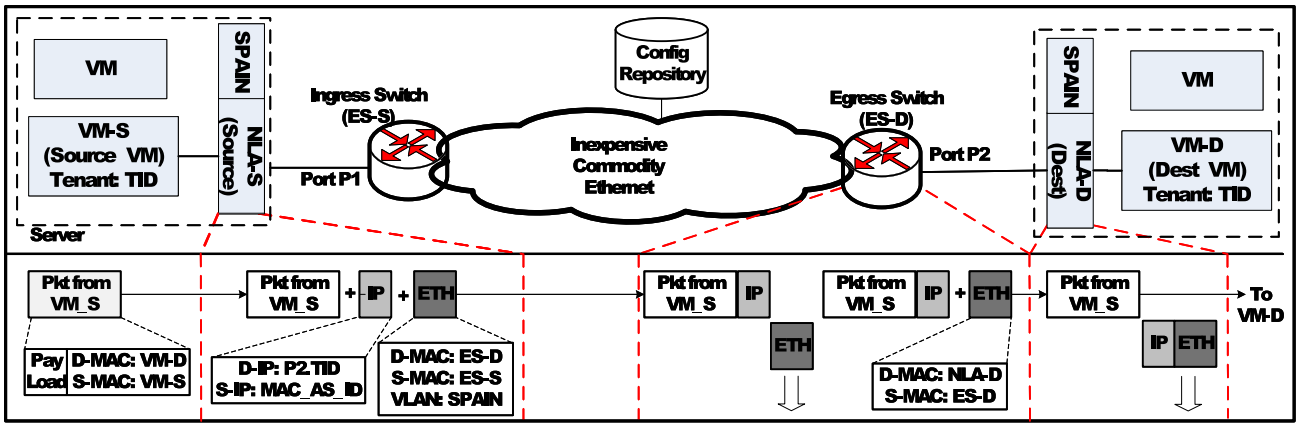 VM
SPAIN
VM-S
(Source VM)
Tenant: TID
NLA-S
(Source)
Server
Ingress Switch
(ES-S)
Port P1
Config
Repository
Inexpensive
Commodity
Ethernet
Egress Switch
(ES-D)
Port P2
SPAIN
NLA-D
(Dest)
VM
VM-D
(Dest VM)
Tenant: TID
Pkt from
VM_S
Pay
Load
D-MAC: VM-D
S-MAC: VM-S
Pkt from
VM_S
+
IP
+
ETH
D-IP: P2.TID
S-IP: MAC_AS_ID
D-MAC: ES-D
S-MAC: ES-S
VLAN: SPAIN
Pkt from
VM_S
IP
ETH
Pkt from
VM_S
IP
+
ETH
D-MAC: NLA-D
S-MAC: ES-D
Pkt from
VM_S
IP
ETH
To
VM-D